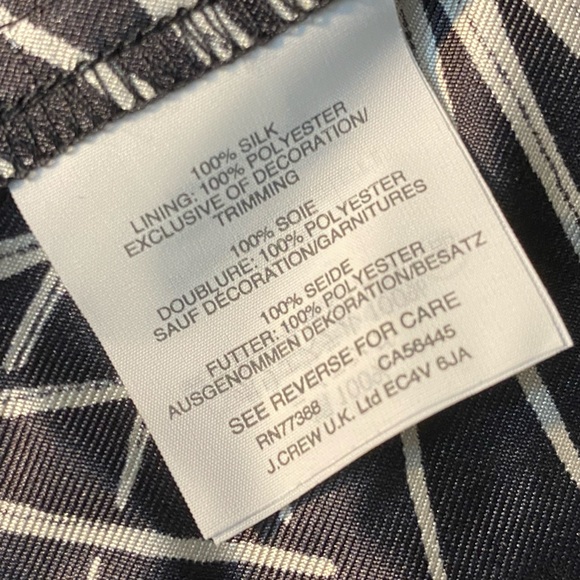 100% SILK
LINING: 100% POLYESTER
EXCLUSIVE OF DECORATION/
TRIMMING
100% SOIE
DOUBLURE: 100% POLYESTER
SAUF DÉCORATION/GARNITURES
100% SEIDE
FUTTER: 100% POLYESTER
AUSGENOMMEN DEKORATION/BESATZ
SEE REVERSE FOR CARE
RN77388 CA56445
J.CREW U.K. Ltd EC4V 6JA